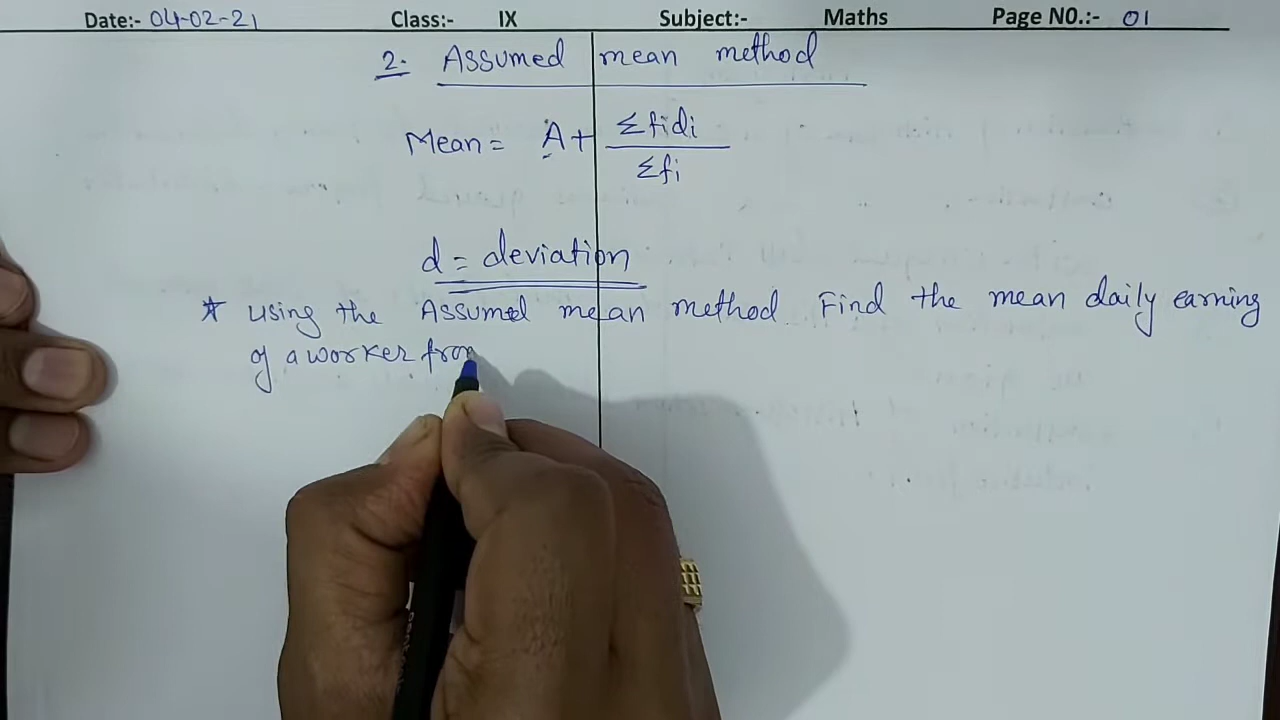 Date:- 04-02-21 Class:- IX Subject:- Maths Page NO.:- 01
2. Assumed mean method
Mean = A + Σfidi
Σfi
d = deviation
* using the Assumed mean method Find the mean daily earning
of a worker from